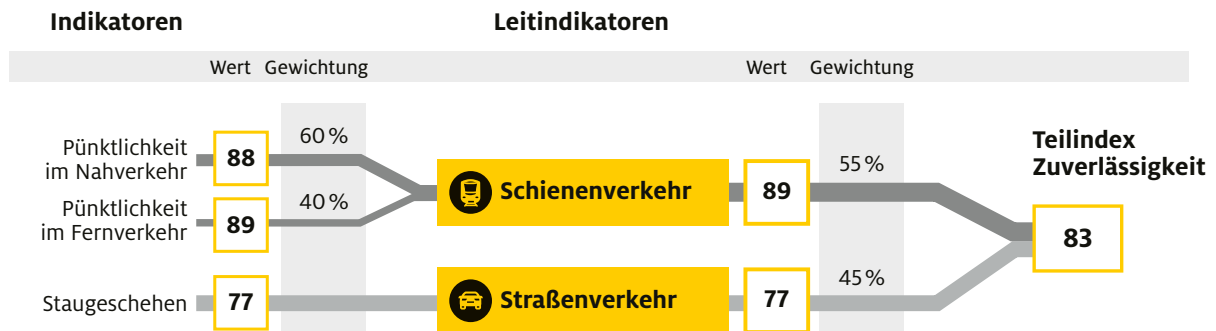 Indikatoren
Leitindikatoren
Wert Gewichtung
Wert Gewichtung
Pünktlichkeit
im Nahverkehr
88
60 %
Pünktlichkeit
im Fernverkehr
89
40 %
Schienenverkehr
89
55 %
Staugeschehen
77
Straßenverkehr
77
45 %
Teilindex
Zuverlässigkeit
83